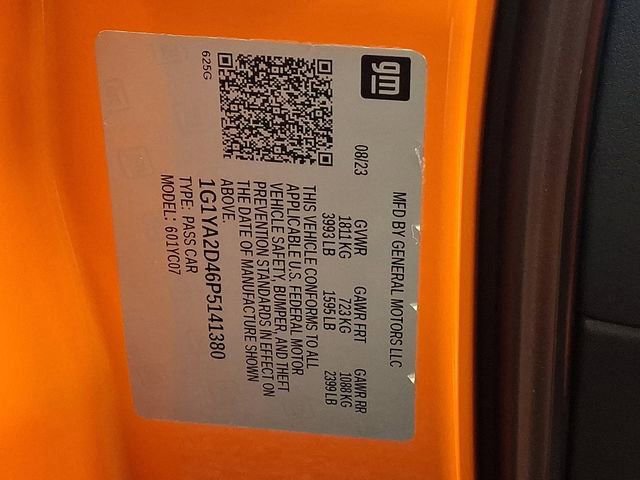 gm
08/23
MFD BY GENERAL MOTORS LLC
GVWR GAWR FRT GAWR RR
1811 KG 723 KG 1088 KG
3993 LB 1595 LB 2399 LB
THIS VEHICLE CONFORMS TO ALL
APPLICABLE U.S. FEDERAL MOTOR
VEHICLE SAFETY, BUMPER, AND THEFT
PREVENTION STANDARDS IN EFFECT ON
THE DATE OF MANUFACTURE SHOWN
ABOVE.
1G1YA2D46P5141380
TYPE: PASS CAR
MODEL: 601YC07
625G